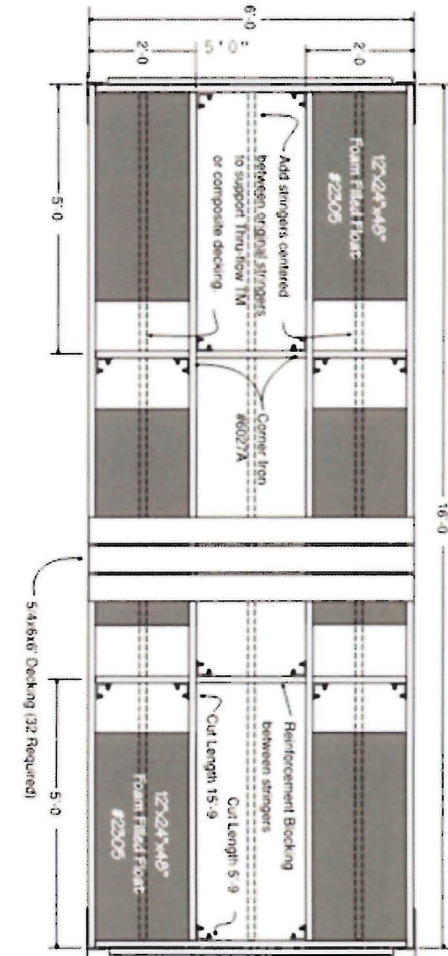 6'-0
2'-0
5'0"
2'-0
16'-0
12"x24"x48"
Foam Filled Float
#2305
Add stringers centered
between original stringers
to support Thru-flow TM
or composite decking.
5'-0
Corner Iron
#6027A
5/4x6x6' Decking (32 Required)
Reinforcement Blocking
between stringers
Cut Length 15'-9
Cut Length 5'-9
12"x24"x48"
Foam Filled Float
#2305
5'-0